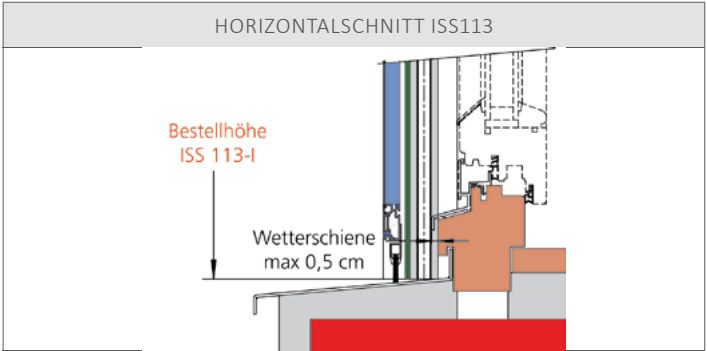 HORIZONTALSCHNITT ISS113
Bestellhöhe
ISS 113-I
Wetterschiene
max 0,5 cm